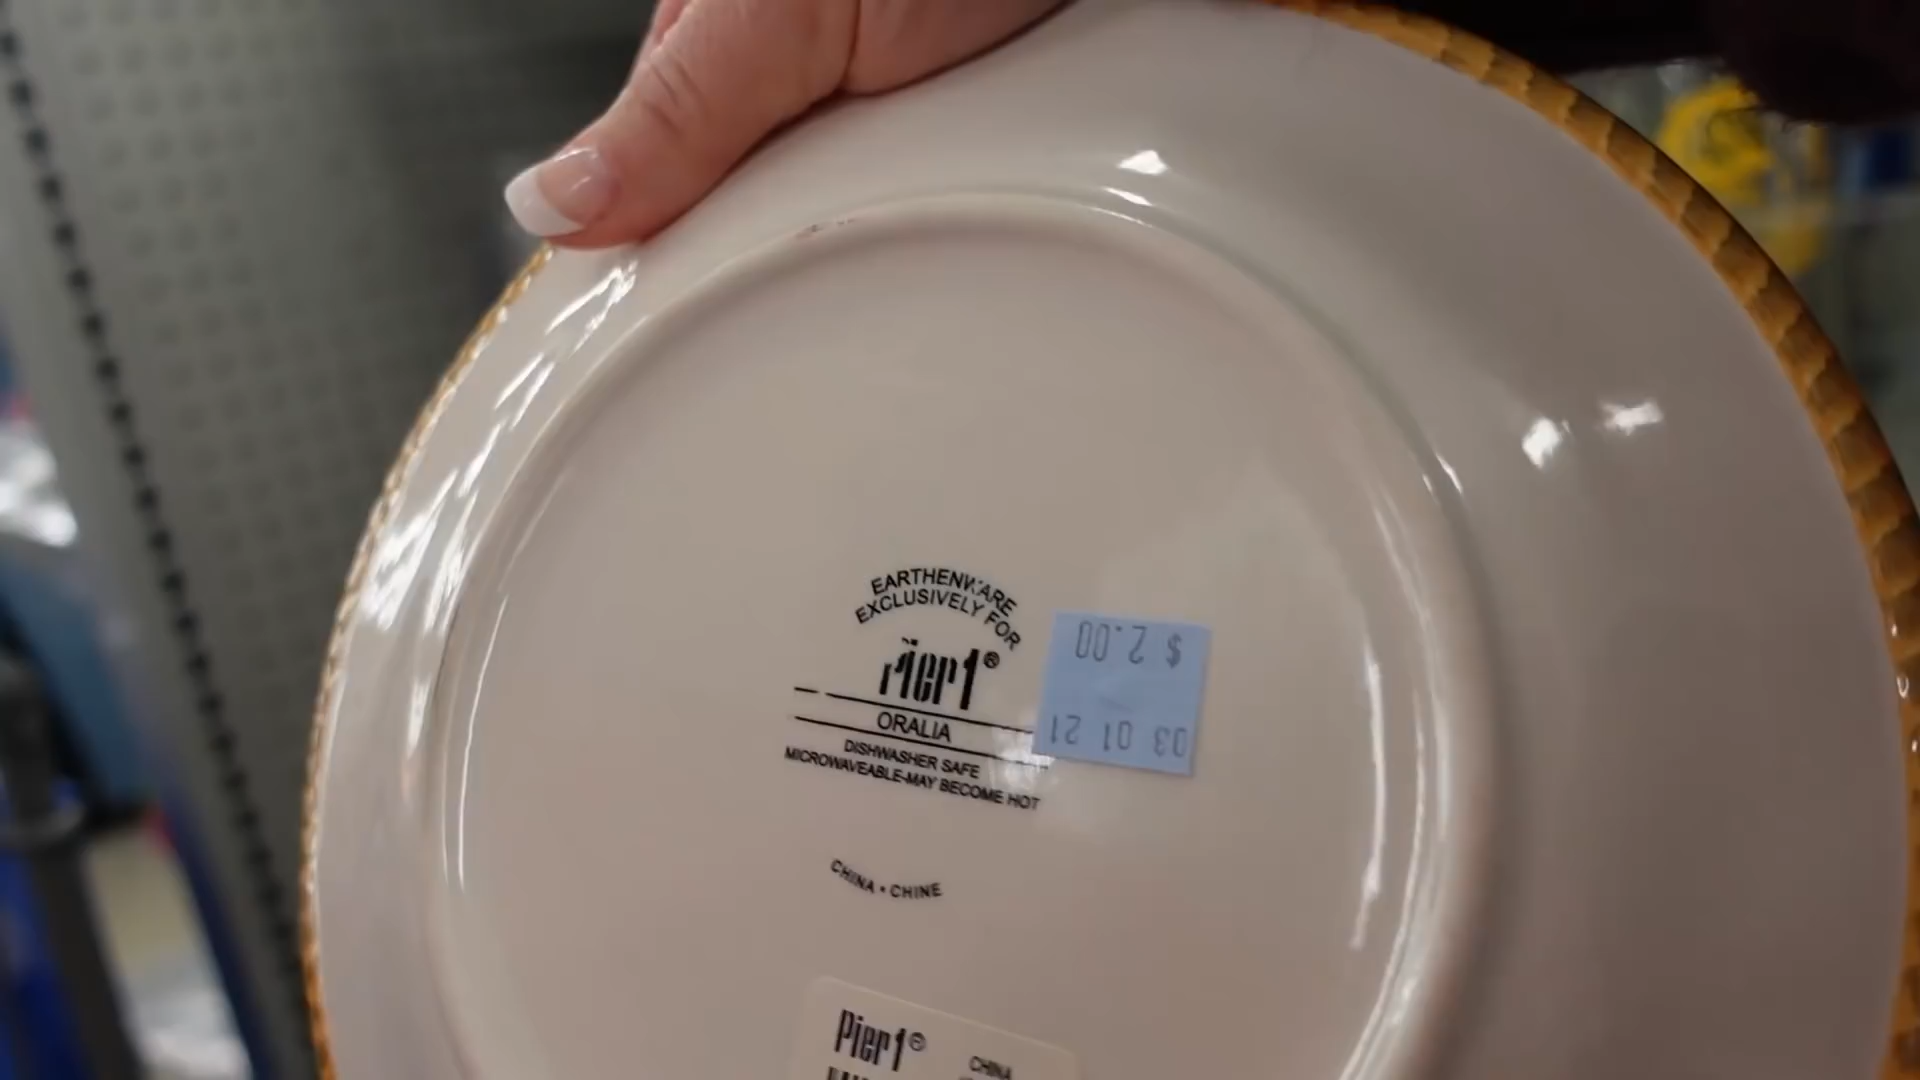 EARTHENWARE
EXCLUSIVELY FOR
Pier1®
ORALIA
DISHWASHER SAFE
MICROWAVEABLE-MAY BECOME HOT
CHINA • CHINE
$ 2.00
03 01 21
Pier1®
CHINA